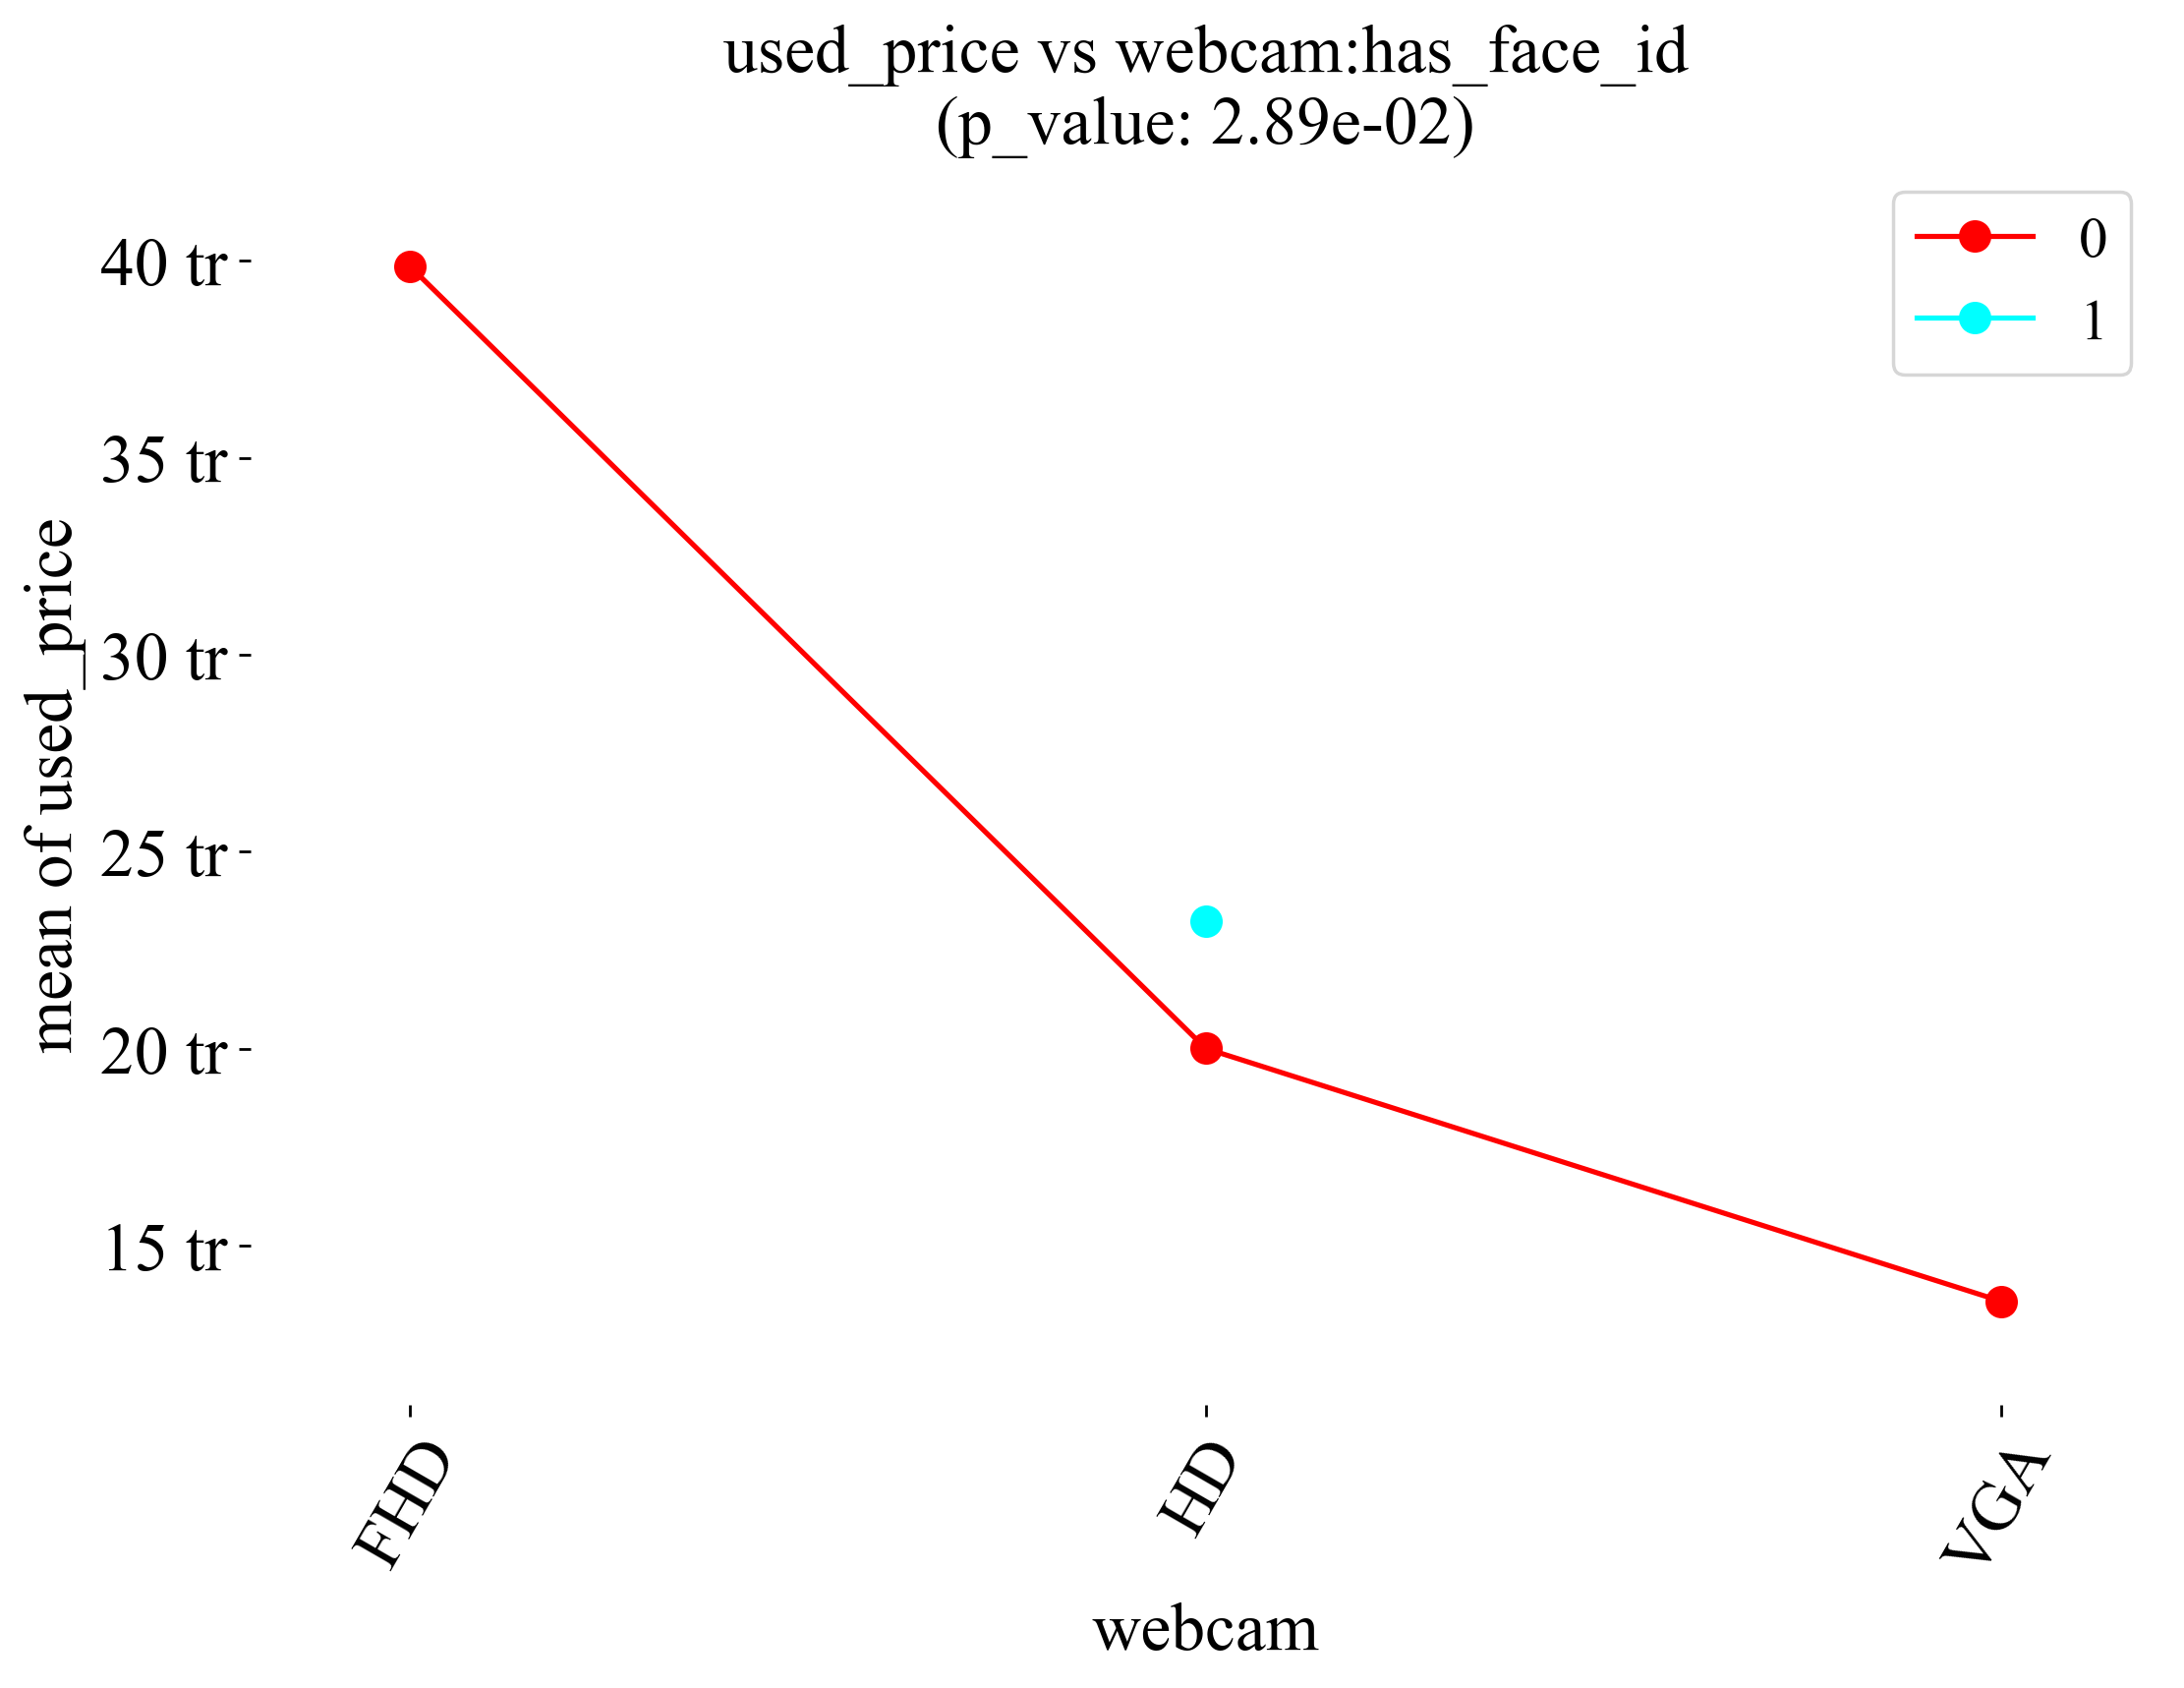 used_price vs webcam:has_face_id
(p_value: 2.89e-02)
0
1
40 tr
35 tr
30 tr
25 tr
20 tr
15 tr
mean of used_price
FHD
HD
VGA
webcam